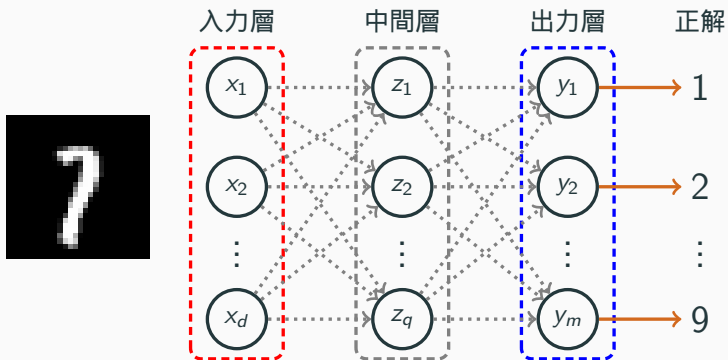 入力層 中間層 出力層 正解
x1 z1 y1 1
x2 z2 y2 2
⋮ ⋮ ⋮ ⋮
xd zq ym 9
7